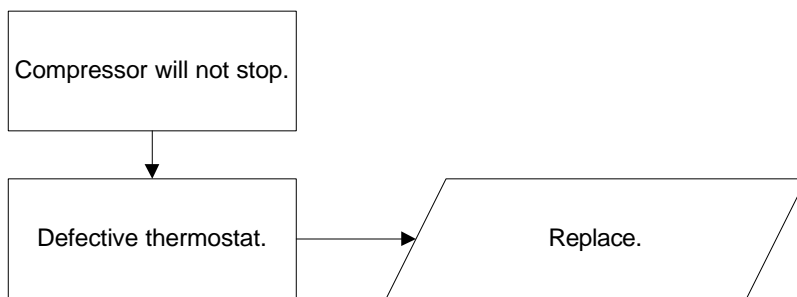 Compressor will not stop.
Defective thermostat.
Replace.